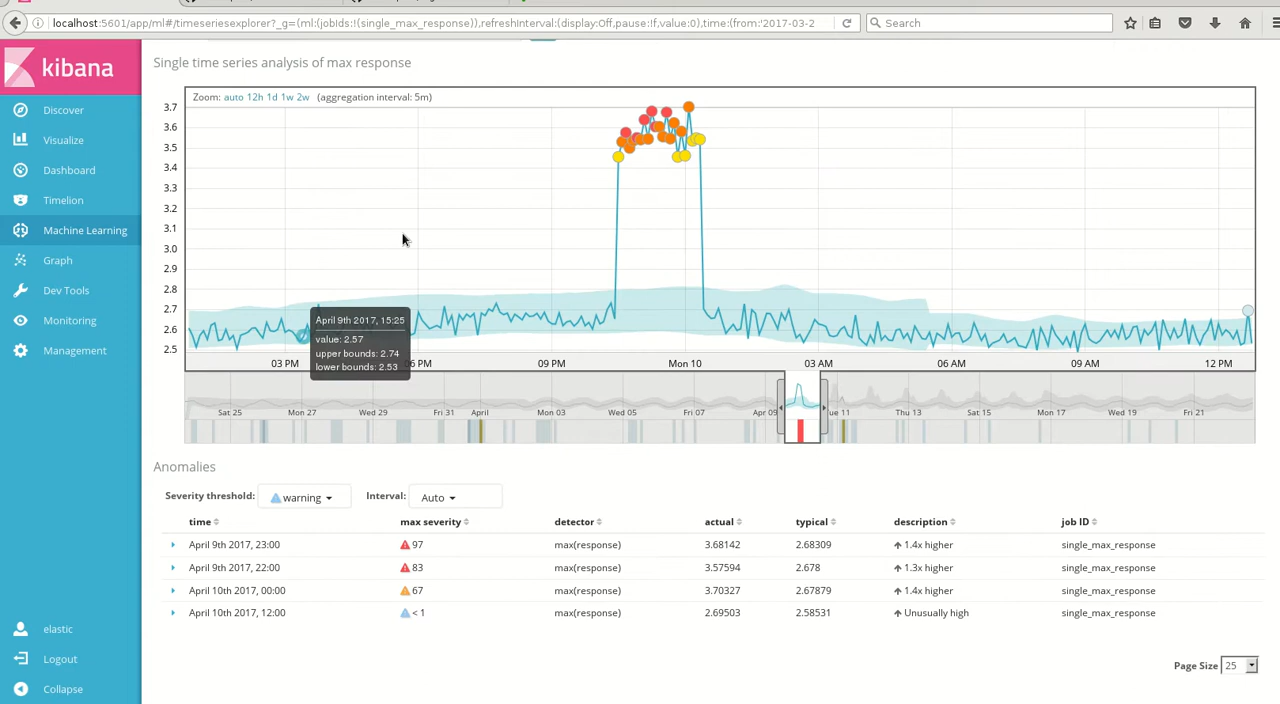 localhost:5601/app/ml#/timeseriesexplorer?_g=(ml:(jobIds:!(single_max_response)),refreshInterval:(display:Off,pause:!f,value:0),time:(from:'2017-03-2
Search
kibana
Discover
Visualize
Dashboard
Timelion
Machine Learning
Graph
Dev Tools
Monitoring
Management
elastic
Logout
Collapse
Single time series analysis of max response
Zoom: auto 12h 1d 1w 2w (aggregation interval: 5m)
3.7
3.6
3.5
3.4
3.3
3.2
3.1
3.0
2.9
2.8
2.7
2.6
2.5
April 9th 2017, 15:25
value: 2.57
upper bounds: 2.74
lower bounds: 2.53
03 PM 06 PM 09 PM Mon 10 03 AM 06 AM 09 AM 12 PM
Sat 25 Mon 27 Wed 29 Fri 31 April Mon 03 Wed 05 Fri 07 Apr 09 Tue 11 Thu 13 Sat 15 Mon 17 Wed 19 Fri 21
Anomalies
Severity threshold: warning Interval: Auto
time max severity detector actual typical description job ID
April 9th 2017, 23:00 97 max(response) 3.68142 2.68309 1.4x higher single_max_response
April 9th 2017, 22:00 83 max(response) 3.57594 2.678 1.3x higher single_max_response
April 10th 2017, 00:00 67 max(response) 3.70327 2.67879 1.4x higher single_max_response
April 10th 2017, 12:00 < 1 max(response) 2.69503 2.58531 Unusually high single_max_response
Page Size 25